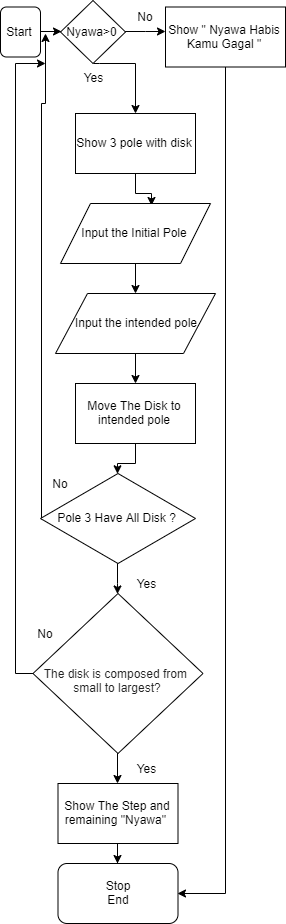 Start
Nyawa>0
No
Show " Nyawa Habis
Kamu Gagal "
Yes
Show 3 pole with disk
Input the Initial Pole
Input the intended pole
Move The Disk to
intended pole
No
Pole 3 Have All Disk ?
Yes
No
The disk is composed from
small to largest?
Yes
Show The Step and
remaining "Nyawa"
Stop
End